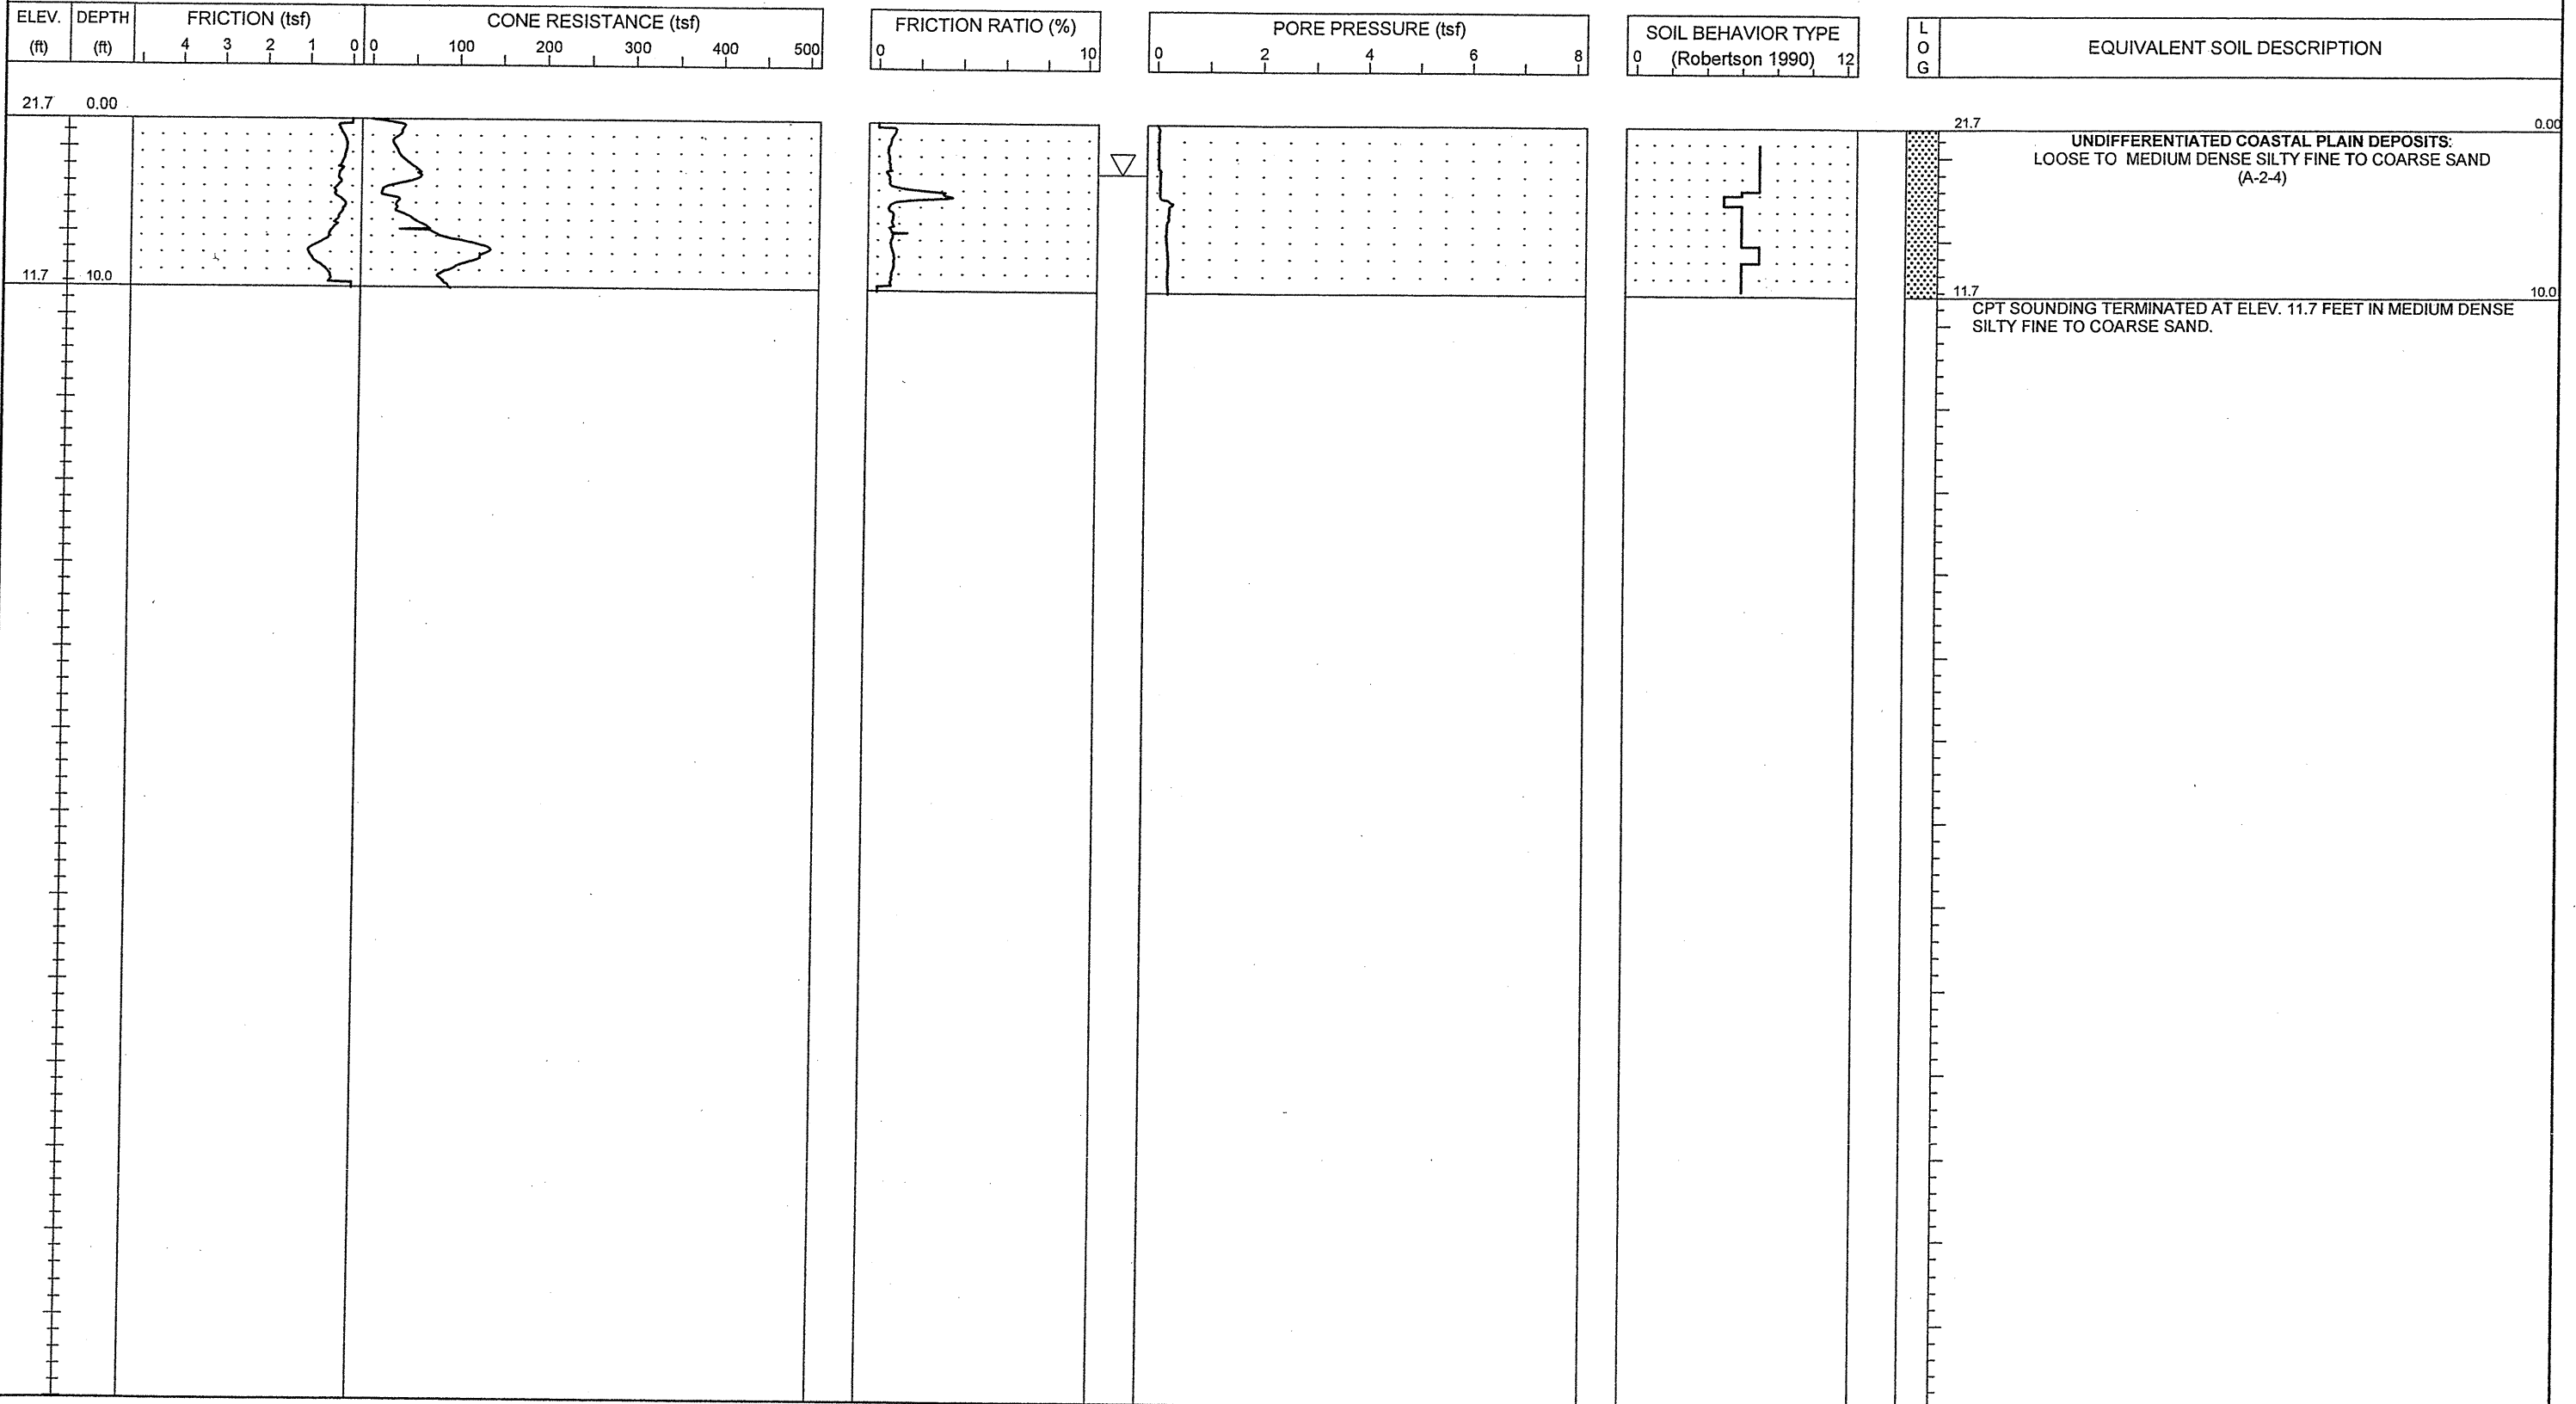 ELEV. DEPTH FRICTION (tsf) CONE RESISTANCE (tsf) FRICTION RATIO (%) PORE PRESSURE (tsf) SOIL BEHAVIOR TYPE L
(ft) (ft) 4 3 2 1 0 0 100 200 300 400 500 0 10 0 2 4 6 8 (Robertson 1990) O EQUIVALENT SOIL DESCRIPTION
0 12 G
21.7 0.00
21.7 0.00
UNDIFFERENTIATED COASTAL PLAIN DEPOSITS:
LOOSE TO MEDIUM DENSE SILTY FINE TO COARSE SAND
(A-2-4)
11.7 10.0
11.7 10.0
CPT SOUNDING TERMINATED AT ELEV. 11.7 FEET IN MEDIUM DENSE
SILTY FINE TO COARSE SAND.